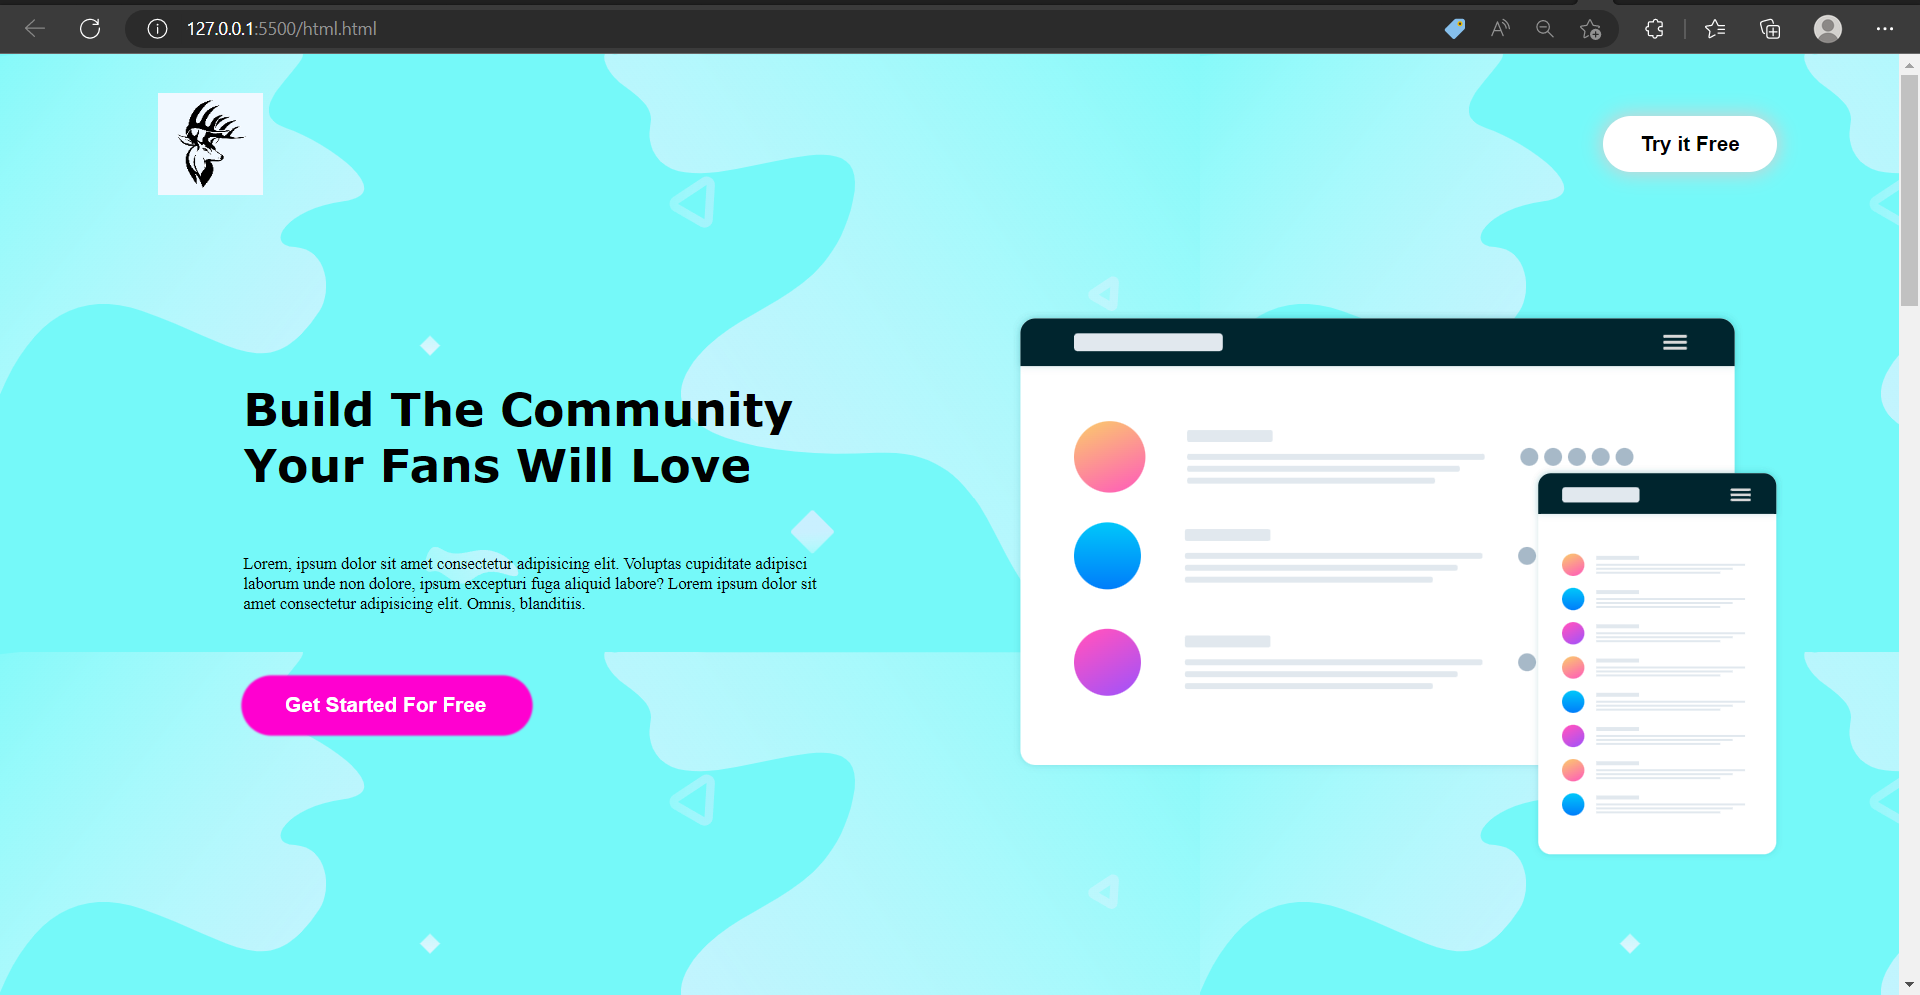 127.0.0.1:5500/html.html
Try it Free
Build The Community
Your Fans Will Love
Lorem, ipsum dolor sit amet consectetur adipisicing elit. Voluptas cupiditate adipisci
laborum unde non dolore, ipsum excepturi fuga aliquid labore? Lorem ipsum dolor sit
amet consectetur adipisicing elit. Omnis, blanditiis.
Get Started For Free